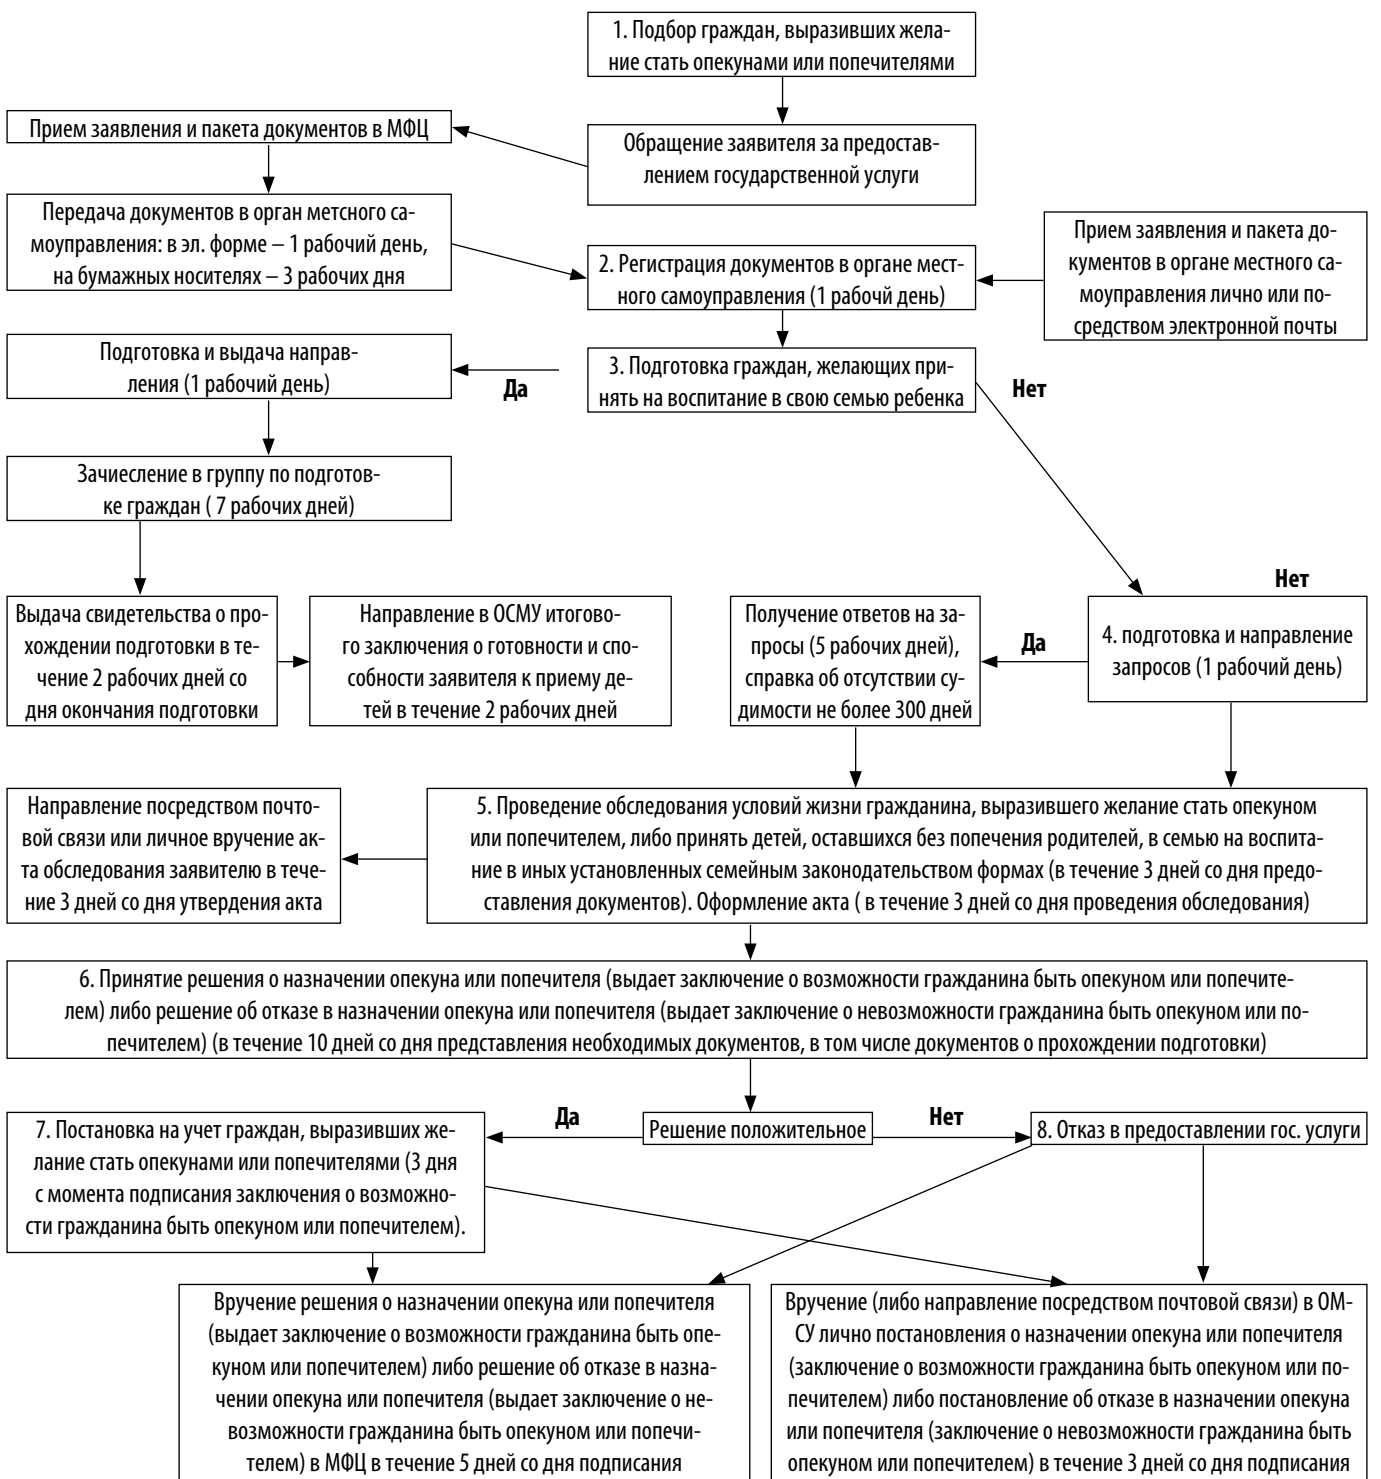 1. Подбор граждан, выразивших жела-
ние стать опекунами или попечителями
Прием заявления и пакета документов в МФЦ
Обращение заявителя за предостав-
лением государственной услуги
Передача документов в орган метсного са-
моуправления: в эл. форме – 1 рабочий день,
на бумажных носителях – 3 рабочих дня
2. Регистрация документов в органе мест-
ного самоуправления (1 рабочй день)
Прием заявления и пакета до-
кументов в органе местного са-
моуправления лично или по-
средством электронной почты
Подготовка и выдача направ-
ления (1 рабочий день)
Да
3. Подготовка граждан, желающих при-
нять на воспитание в свою семью ребенка
Нет
Зачиесление в группу по подготов-
ке граждан ( 7 рабочих дней)
Выдача свидетельства о про-
хождении подготовки в те-
чение 2 рабочих дней со
дня окончания подготовки
Направление в ОСМУ итогово-
го заключения о готовности и спо-
собности заявителя к приему де-
тей в течение 2 рабочих дней
Получение ответов на за-
просы (5 рабочих дней),
справка об отсутствии су-
димости не более 300 дней
Да
Нет
4. подготовка и направление
запросов (1 рабочий день)
Направление посредством почто-
вой связи или личное вручение ак-
та обследования заявителю в тече-
ние 3 дней со дня утвердения акта
5. Проведение обследования условий жизни гражданина, выразившего желание стать опекуном
или попечителем, либо принять детей, оставшихся без попечения родителей, в семью на воспита-
ние в иных установленных семейным законодательством формах (в течение 3 дней со дня предо-
ставления документов). Оформление акта ( в течение 3 дней со дня проведения обследования)
6. Принятие решения о назначении опекуна или попечителя (выдает заключение о возможности гражданина быть опекуном или попечите-
лем) либо решение об отказе в назначении опекуна или попечителя (выдает заключение о невозможности гражданина быть опекуном или по-
печителем) (в течение 10 дней со дня представления необходимых документов, в том числе документов о прохождении подготовки)
7. Постановка на учет граждан, выразивших же-
лание стать опекунами или попечителями (3 дня
с момента подписания заключения о возможно-
сти гражданина быть опекуном или попечителем).
Да
Решение положительное
Нет
8. Отказ в предоставлении гос. услуги
Вручение решения о назначении опекуна или попечителя
(выдает заключение о возможности гражданина быть опе-
куном или попечителем) либо решение об отказе в назна-
чении опекуна или попечителя (выдает заключение о не-
возможности гражданина быть опекуном или попечи-
телем) в МФЦ в течение 5 дней со дня подписания
Вручение (либо направление посредством почтовой связи) в ОМ-
СУ лично постановления о назначении опекуна или попечителя
(заключение о возможности гражданина быть опекуном или по-
печителем) либо постановление об отказе в назначении опекуна
или попечителя (заключение о невозможности гражданина быть
опекуном или попечителем) в течение 3 дней со дня подписания